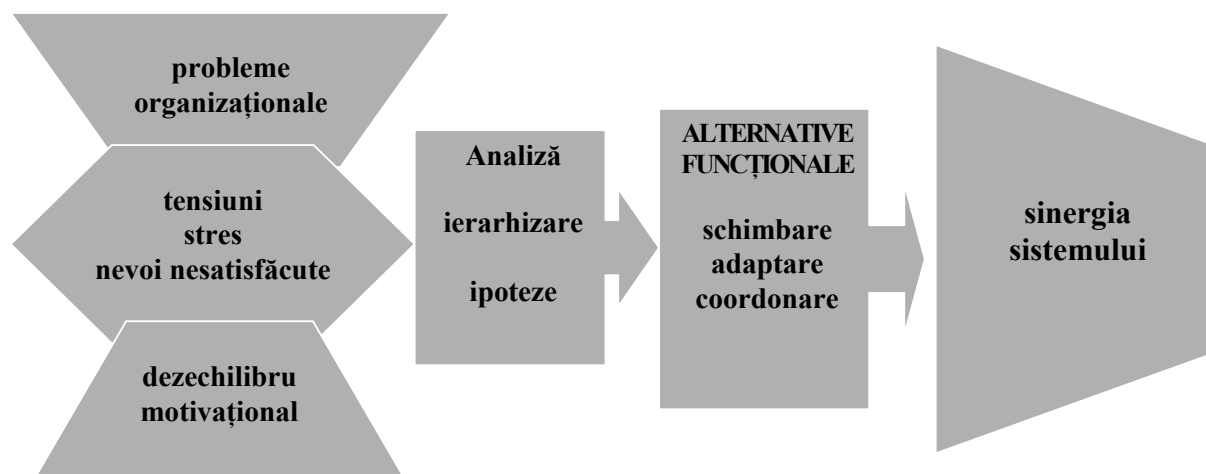 probleme
organizaționale
tensiuni
stres
nevoi nesatisfăcute
dezechilibru
motivațional
Analiză
ierarhizare
ipoteze
ALTERNATIVE
FUNCȚIONALE
schimbare
adaptare
coordonare
sinergia
sistemului